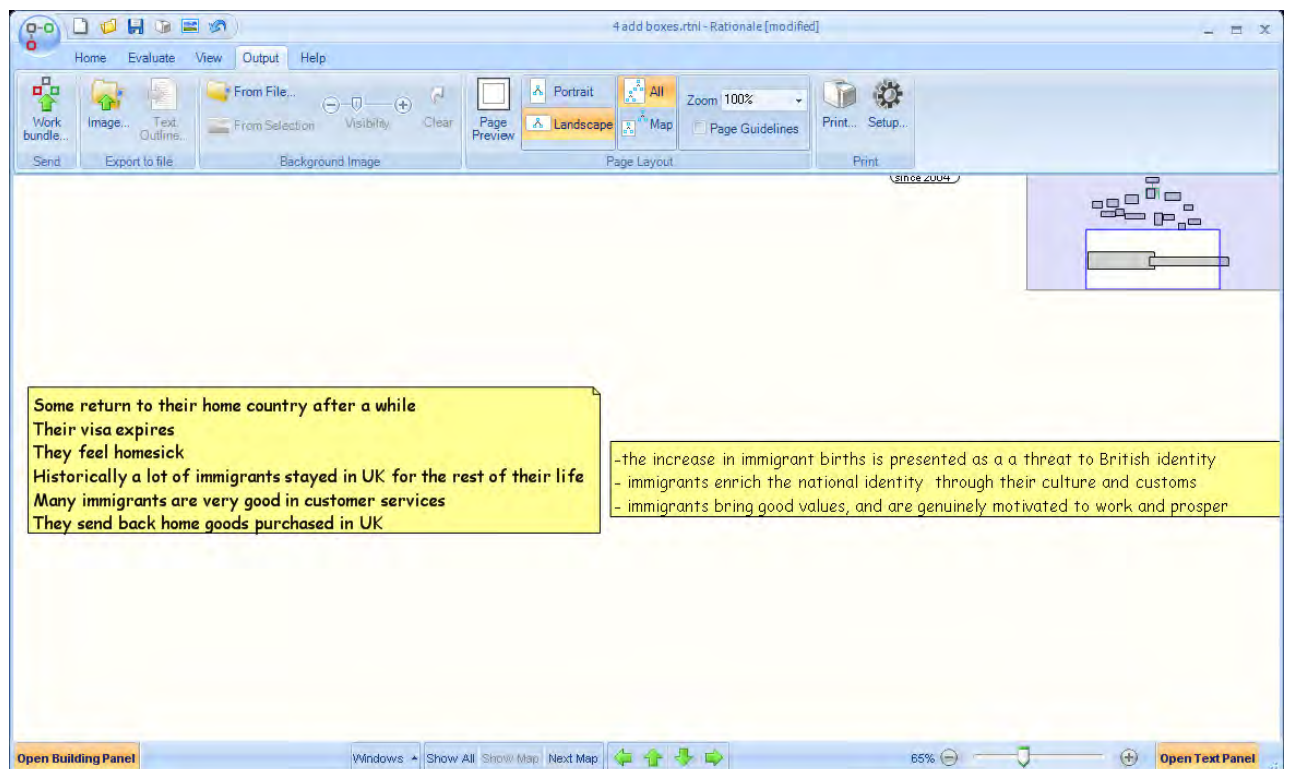 4 add boxes.rtnl - Rationale [modified]
Home Evaluate View Output Help
Work bundle...
Image...
Text Outline...
From File...
From Selection
Visibility
Clear
Page Preview
Portrait
Landscape
All
Map
Zoom 100%
Page Guidelines
Print...
Setup...
Send
Export to file
Background Image
Page Layout
Print
(since 2004
Some return to their home country after a while
Their visa expires
They feel homesick
Historically a lot of immigrants stayed in UK for the rest of their life
Many immigrants are very good in customer services
They send back home goods purchased in UK
-the increase in immigrant births is presented as a a threat to British identity
- immigrants enrich the national identity through their culture and customs
- immigrants bring good values, and are genuinely motivated to work and prosper
Open Building Panel
Windows
Show All
Show Map
Next Map
65%
Open Text Panel